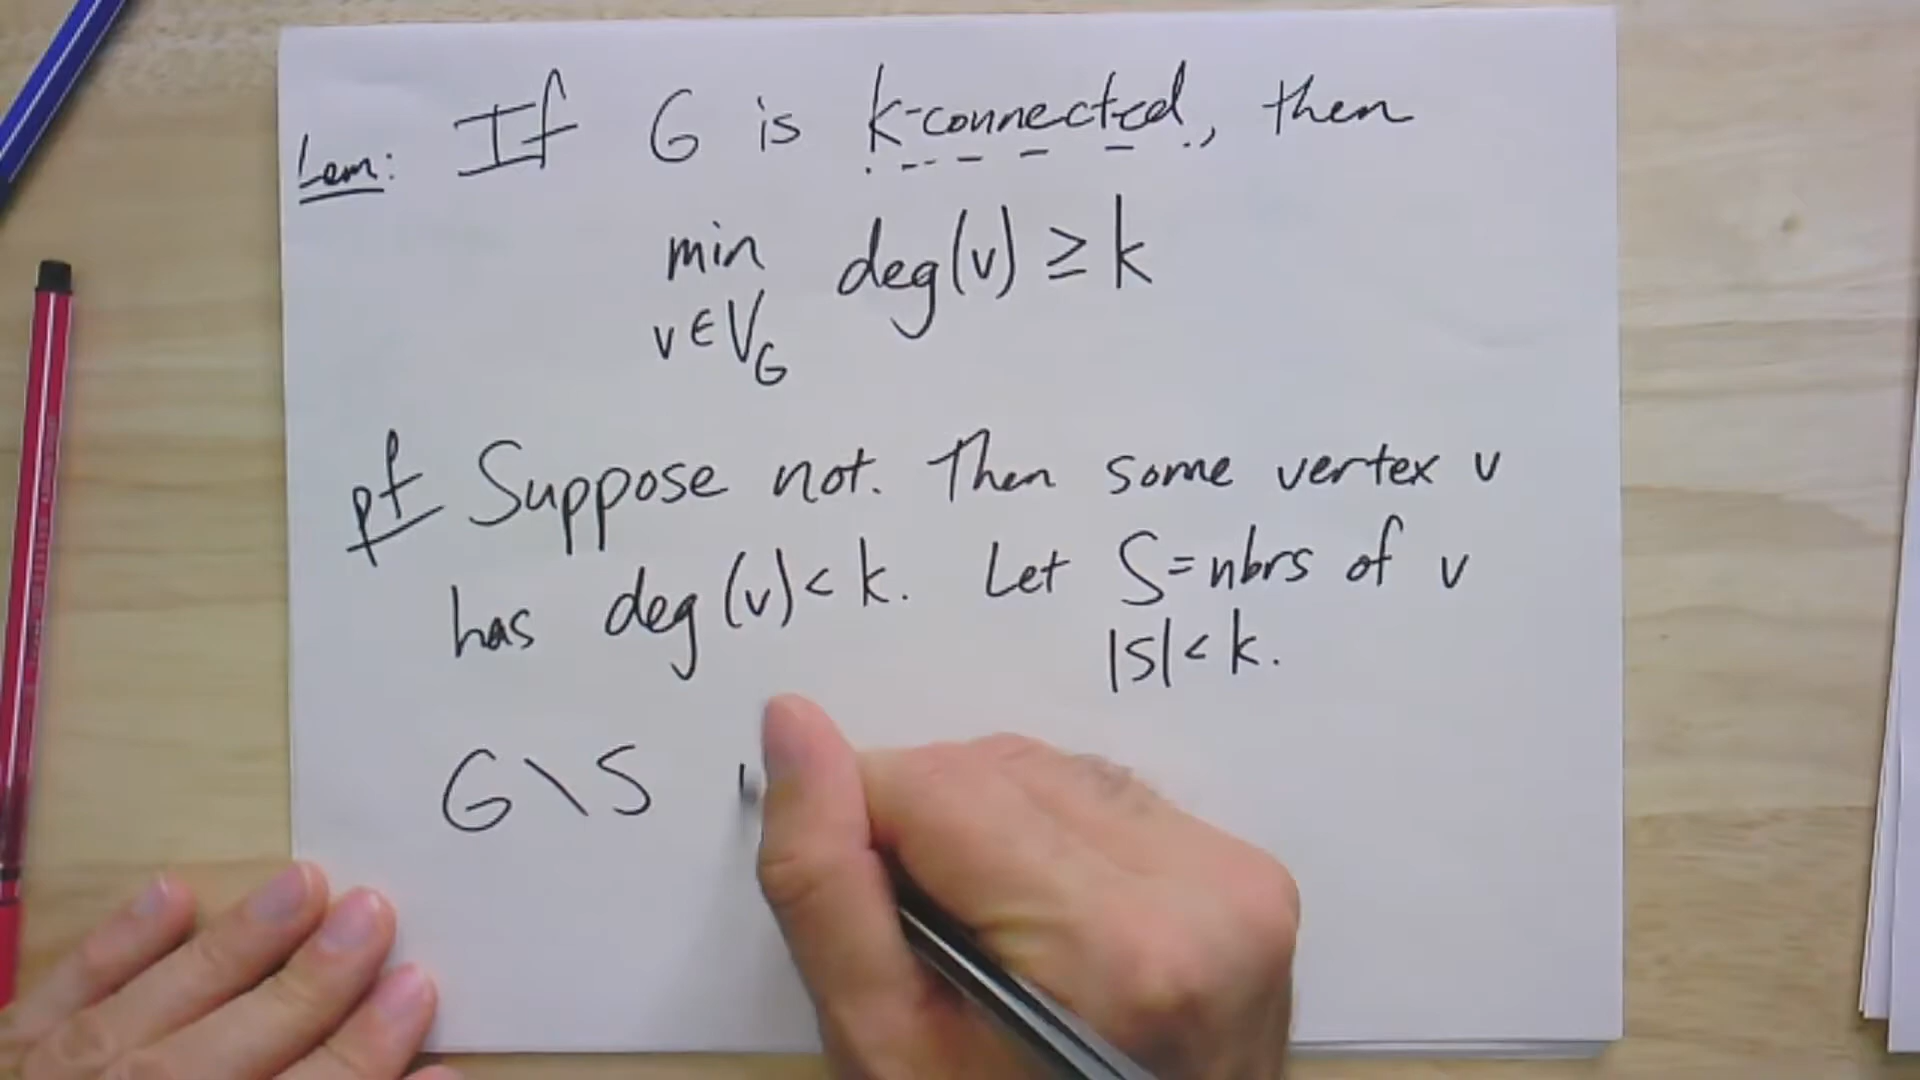 Lem: If G is k-connected, then
min deg(v) ≥ k
v∈V_G
pf Suppose not. Then some vertex v
has deg(v)<k. Let S=nbrs of v
|S|<k.
G\S